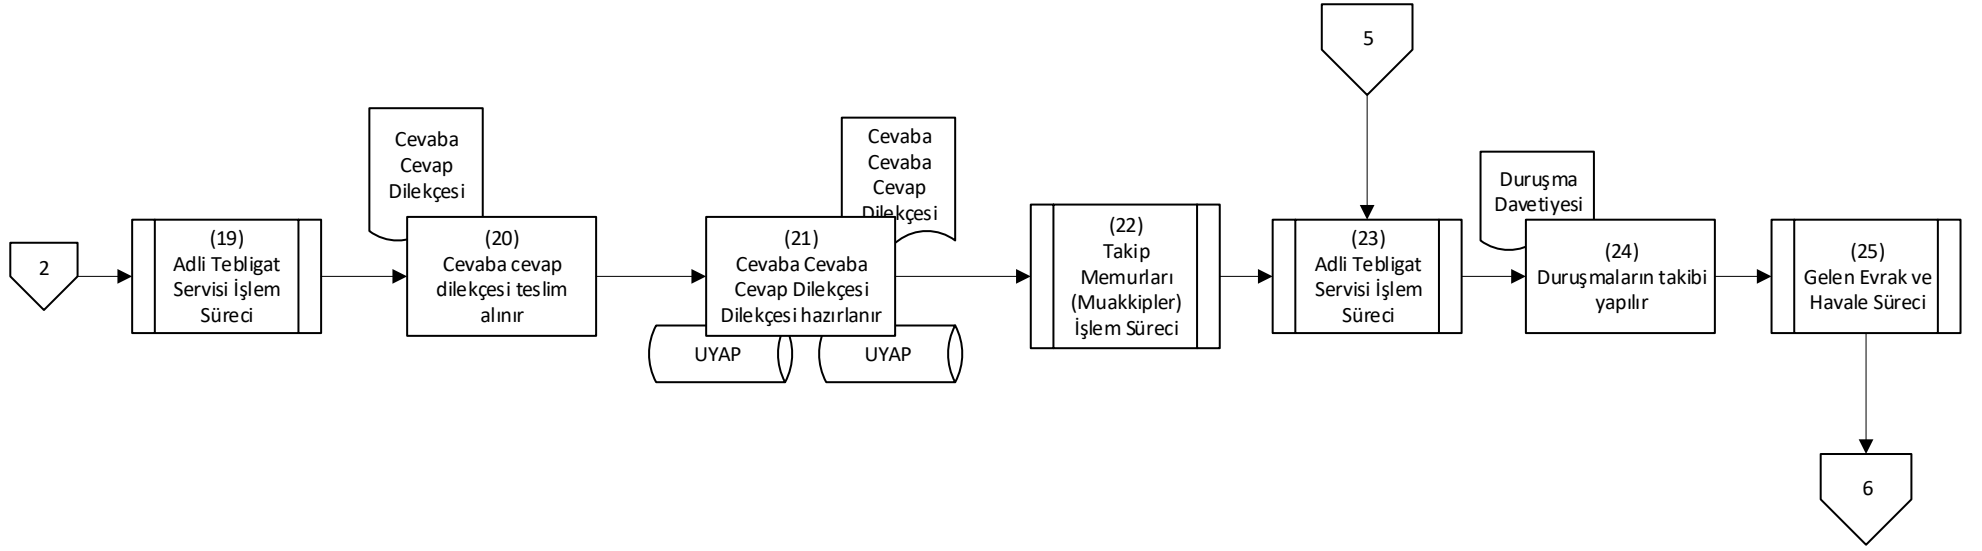 2
(19)
Adli Tebligat
Servisi İşlem
Süreci
Cevaba
Cevap
Dilekçesi
(20)
Cevaba cevap
dilekçesi teslim
alınır
Cevaba
Cevaba
Cevap
Dilekçesi
(21)
Cevaba Cevaba
Cevap Dilekçesi
Dilekçesi hazırlanır
UYAP
UYAP
(22)
Takip
Memurları
(Muakkipler)
İşlem Süreci
5
(23)
Adli Tebligat
Servisi İşlem
Süreci
Duruşma
Davetiyesi
(24)
Duruşmaların takibi
yapılır
(25)
Gelen Evrak ve
Havale Süreci
6